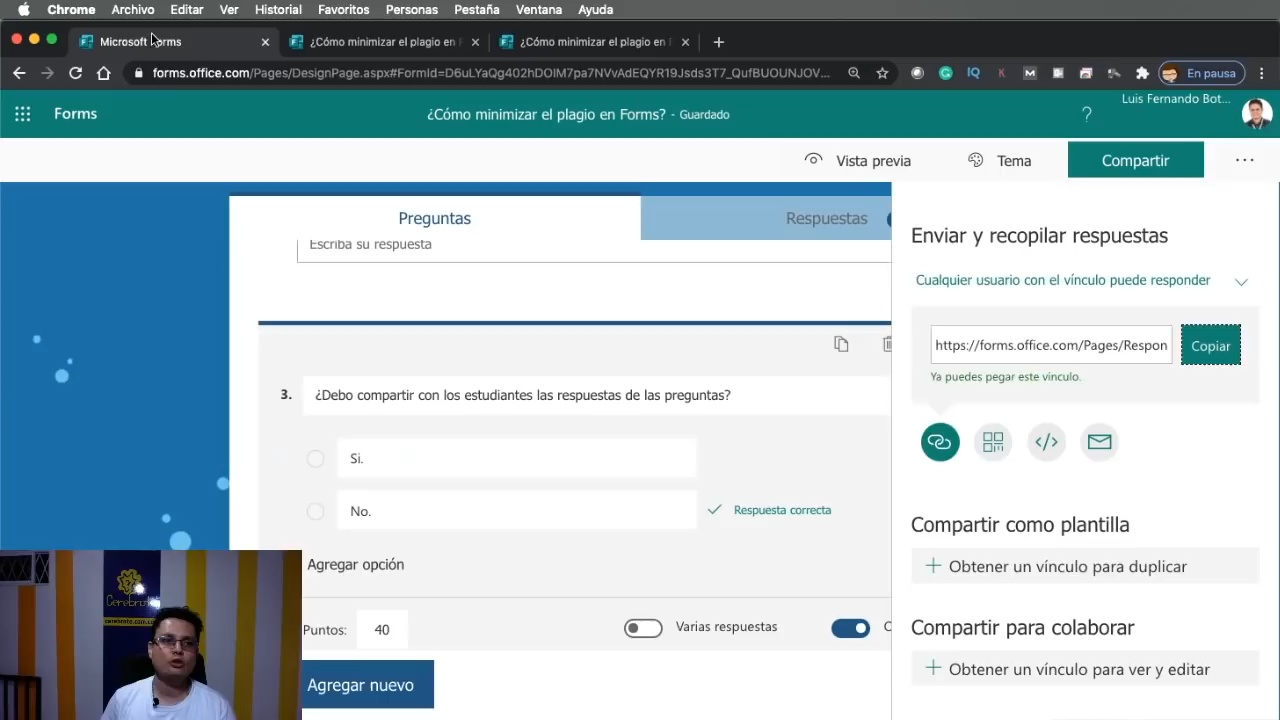 Chrome Archivo Editar Ver Historial Favoritos Personas Pestaña Ventana Ayuda
Microsoft Forms
¿Cómo minimizar el plagio en
¿Cómo minimizar el plagio en
forms.office.com/Pages/DesignPage.aspx#FormId=D6uLYaQg402hDOIM7pa7NVvAdEQYR19Jsds3T7_QufBUOUNJOV...
En pausa
Forms
¿Cómo minimizar el plagio en Forms? - Guardado
?
Luis Fernando Bot...
Vista previa
Tema
Compartir
Preguntas
Respuestas
Escriba su respuesta
3. ¿Debo compartir con los estudiantes las respuestas de las preguntas?
Si.
No.
Respuesta correcta
Agregar opción
Puntos: 40
Varias respuestas
Agregar nuevo
Enviar y recopilar respuestas
Cualquier usuario con el vínculo puede responder
https://forms.office.com/Pages/Respon
Copiar
Ya puedes pegar este vínculo.
Compartir como plantilla
Obtener un vínculo para duplicar
Compartir para colaborar
Obtener un vínculo para ver y editar
Cerebrote